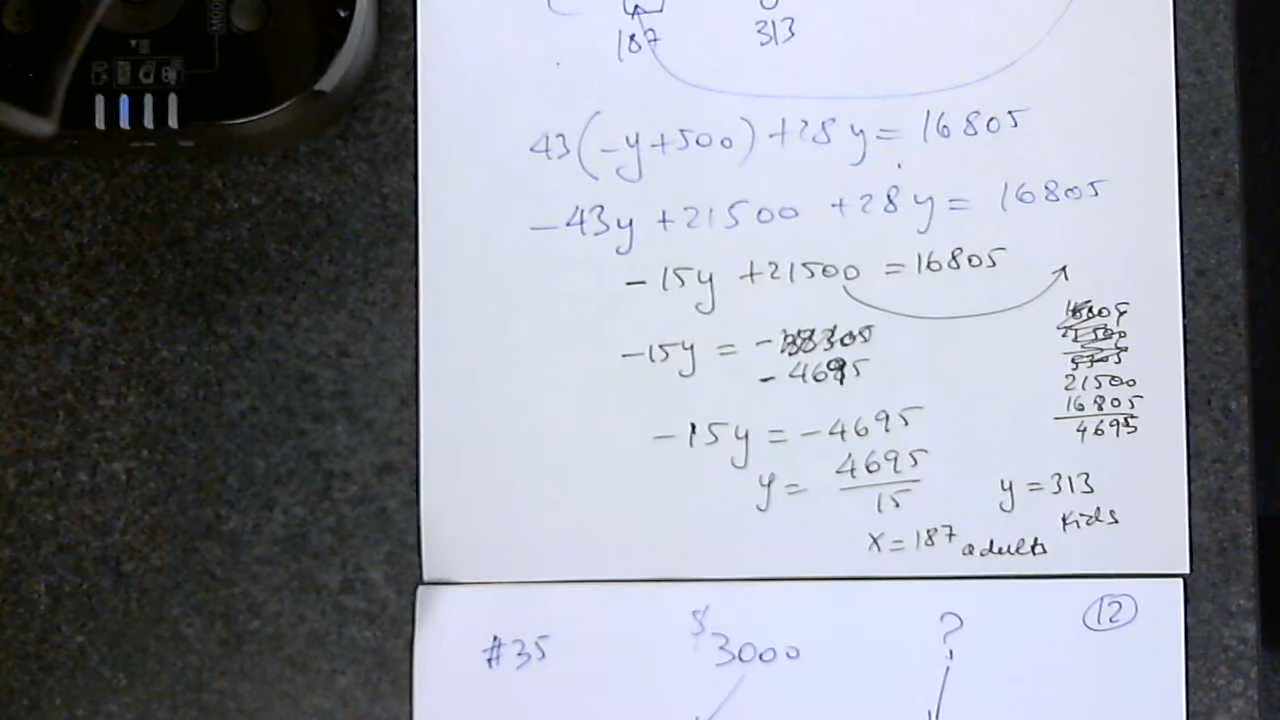 MODE
187 313
43(-y+500)+28y=16805
-43y+21500+28y=16805
-15y+21500=16805
-15y=
-4695
21500
16805
4695
-15y=-4695
y=4695/15
y=313
kids
x=187 adults
#35 $3000 ? 12